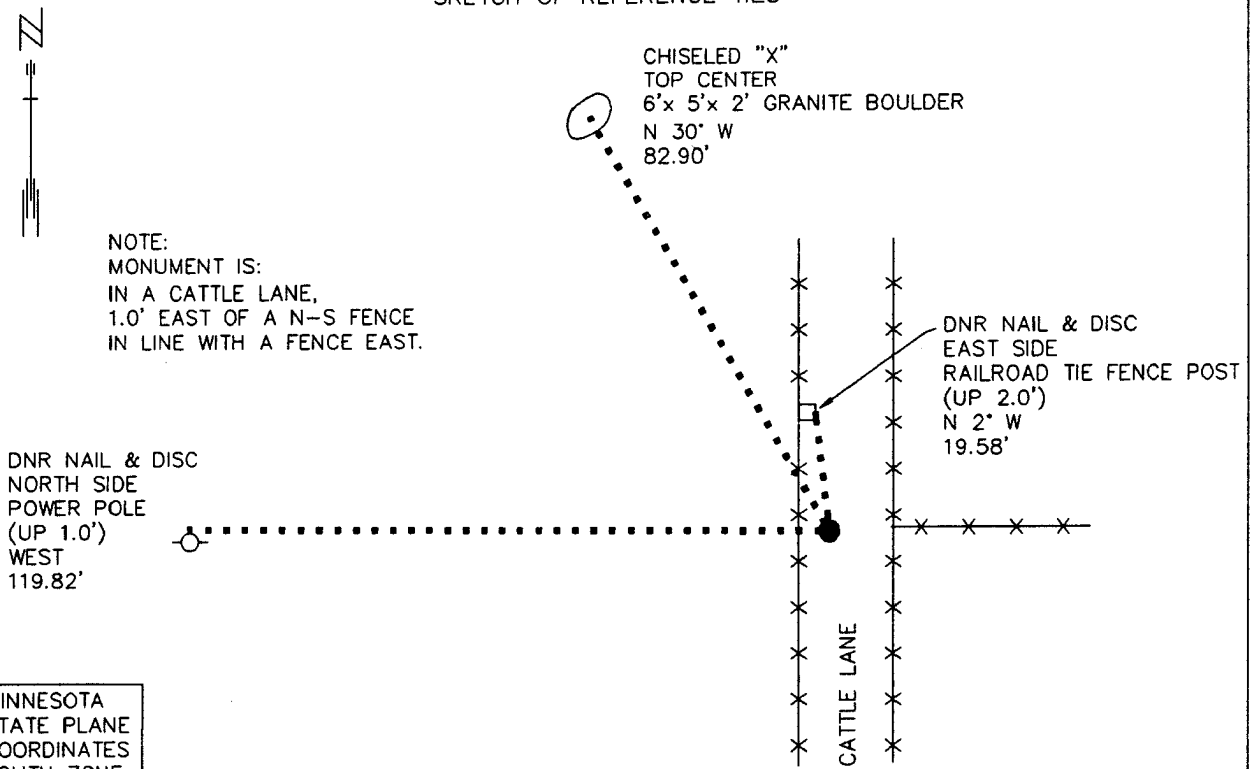 SKETCH OF REFERENCE TIES
N
CHISELED "X"
TOP CENTER
6'x 5'x 2' GRANITE BOULDER
N 30° W
82.90'
NOTE:
MONUMENT IS:
IN A CATTLE LANE,
1.0' EAST OF A N-S FENCE
IN LINE WITH A FENCE EAST.
DNR NAIL & DISC
EAST SIDE
RAILROAD TIE FENCE POST
(UP 2.0')
N 2° W
19.58'
DNR NAIL & DISC
NORTH SIDE
POWER POLE
(UP 1.0')
WEST
119.82'
CATTLE LANE
INNESOTA
TATE PLANE
OORDINATES
OUTH ZONE